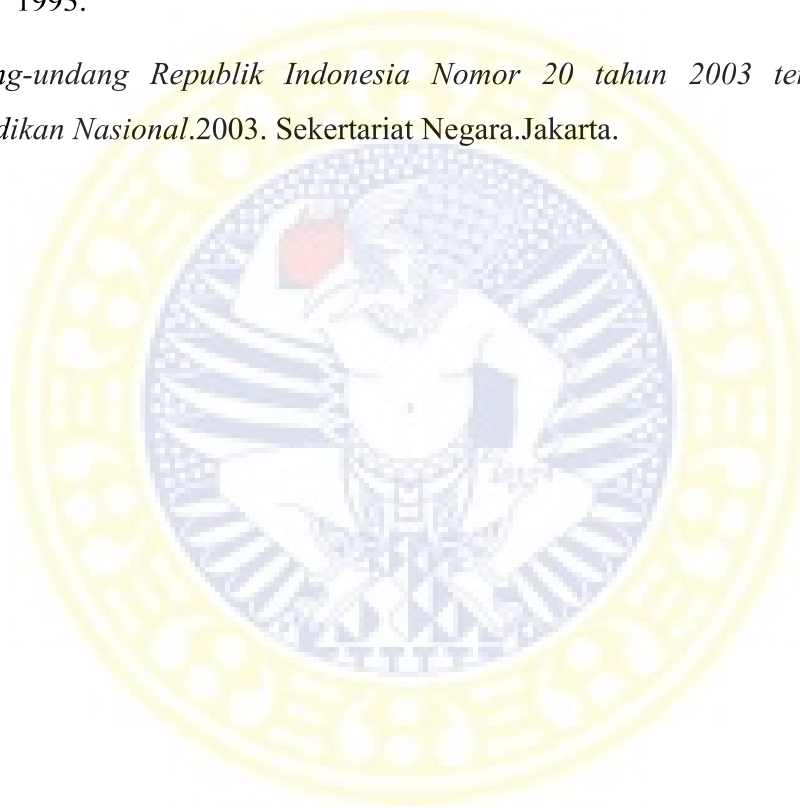 1993.
ng-undang Republik Indonesia Nomor 20 tahun 2003 ten
dikan Nasional.2003. Sekertariat Negara.Jakarta.